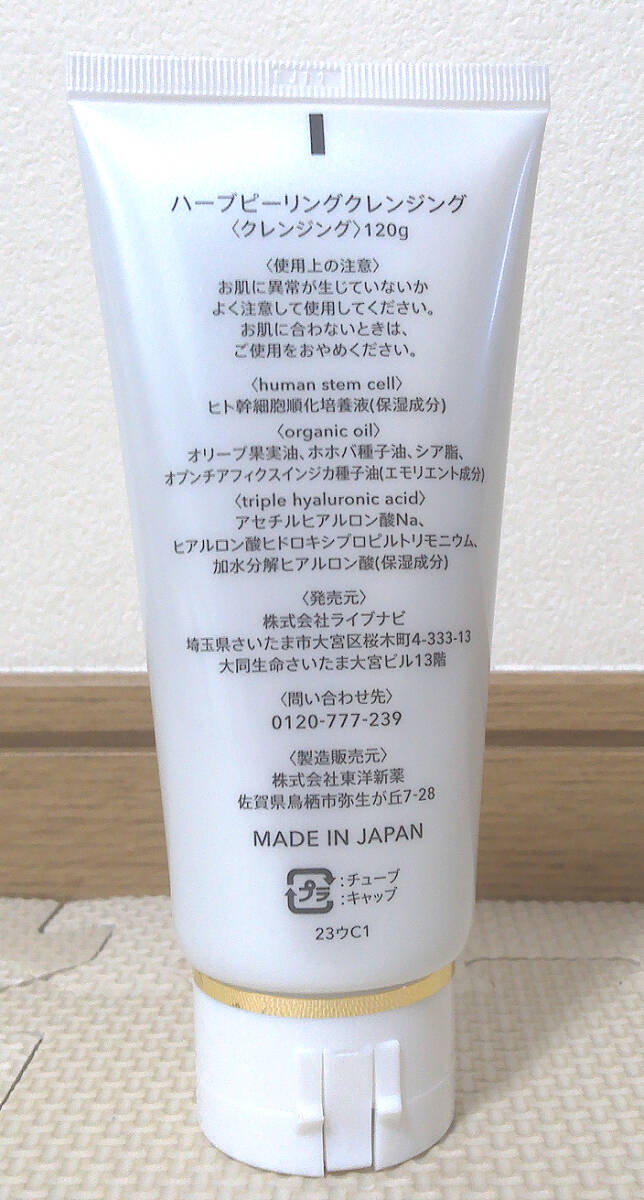 ハーブピーリングクレンジング
〈クレンジング〉120g
〈使用上の注意〉
お肌に異常が生じていないか
よく注意して使用してください。
お肌に合わないときは、
ご使用をおやめください。
〈human stem cell〉
ヒト幹細胞順化培養液(保湿成分)
〈organic oil〉
オリーブ果実油、ホホバ種子油、シア脂、
オプンチアフィクスインジカ種子油(エモリエント成分)
〈triple hyaluronic acid〉
アセチルヒアルロン酸Na、
ヒアルロン酸ヒドロキシプロピルトリモニウム、
加水分解ヒアルロン酸(保湿成分)
〈発売元〉
株式会社ライブナビ
埼玉県さいたま市大宮区桜木町4-333-13
大同生命さいたま大宮ビル13階
〈問い合わせ先〉
0120-777-239
〈製造販売元〉
株式会社東洋新薬
佐賀県鳥栖市弥生が丘7-28
MADE IN JAPAN
プラ
:チューブ
:キャップ
23ウC1